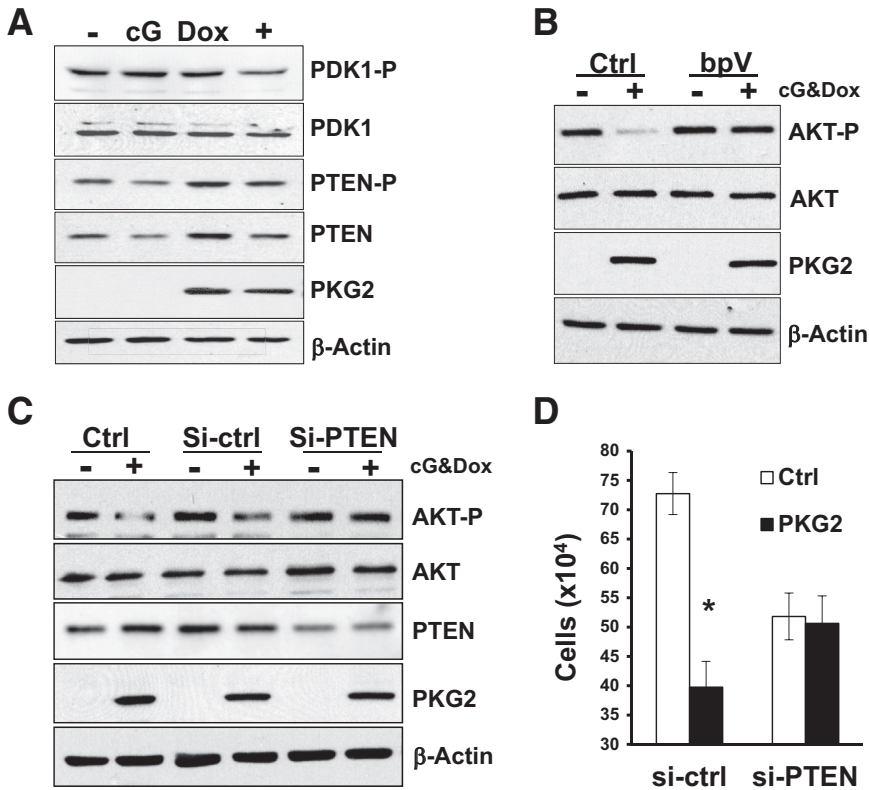 A
- cG Dox +
PDK1-P
PDK1
PTEN-P
PTEN
PKG2
β-Actin
B
Ctrl bpV
- + - + cG&Dox
AKT-P
AKT
PKG2
β-Actin
C
Ctrl Si-ctrl Si-PTEN
- + - + - + cG&Dox
AKT-P
AKT
PTEN
PKG2
β-Actin
D
80
75
70
65
60
55
50
45
40
35
30
Cells (x10⁴)
Ctrl
PKG2
*
si-ctrl si-PTEN